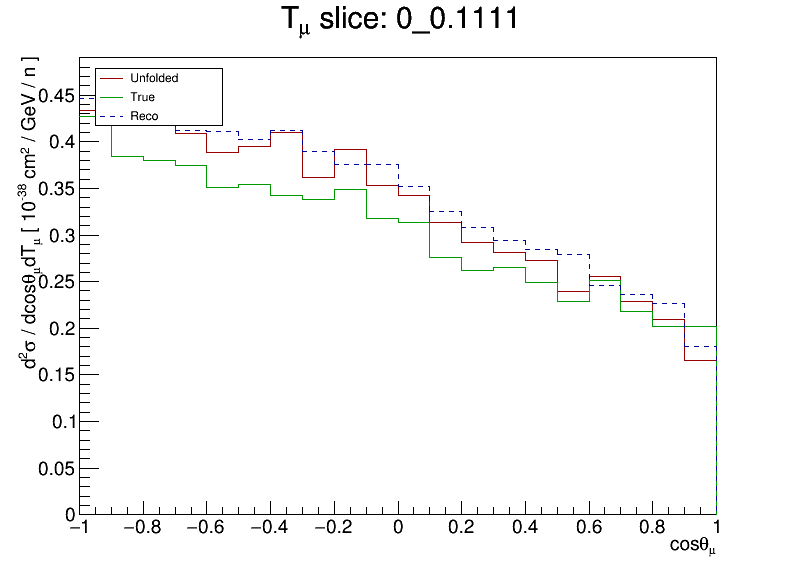 Tμ slice: 0_0.1111
d²σ / dcosθμdTμ [ 10⁻³⁸ cm² / GeV / n ]
Unfolded
True
Reco
0.45
0.4
0.35
0.3
0.25
0.2
0.15
0.1
0.05
0
−1 −0.8 −0.6 −0.4 −0.2 0 0.2 0.4 0.6 0.8 1
cosθμ